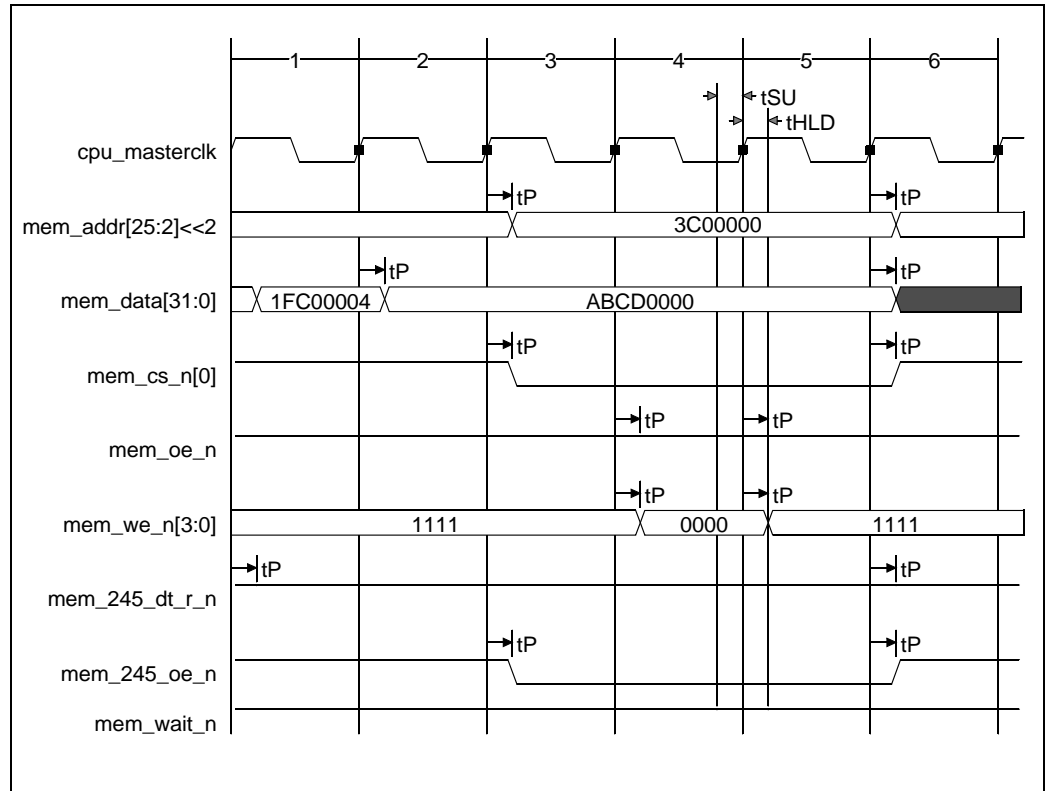 1 2 3 4 5 6
tSU
tHLD
cpu_masterclk
tP tP
mem_addr[25:2]<<2 3C00000
tP tP
mem_data[31:0] 1FC00004 ABCD0000
tP tP
mem_cs_n[0]
tP tP
mem_oe_n
tP tP
mem_we_n[3:0] 1111 0000 1111
tP tP
mem_245_dt_r_n
tP tP
mem_245_oe_n
mem_wait_n